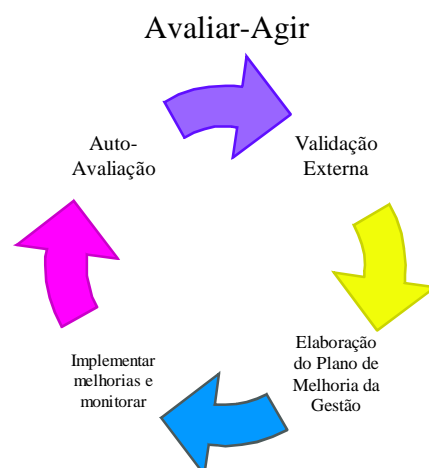 Avaliar-Agir
Auto-
Avaliação
Validação
Externa
Elaboração
do Plano de
Melhoria da
Gestão
Implementar
melhorias e
monitorar